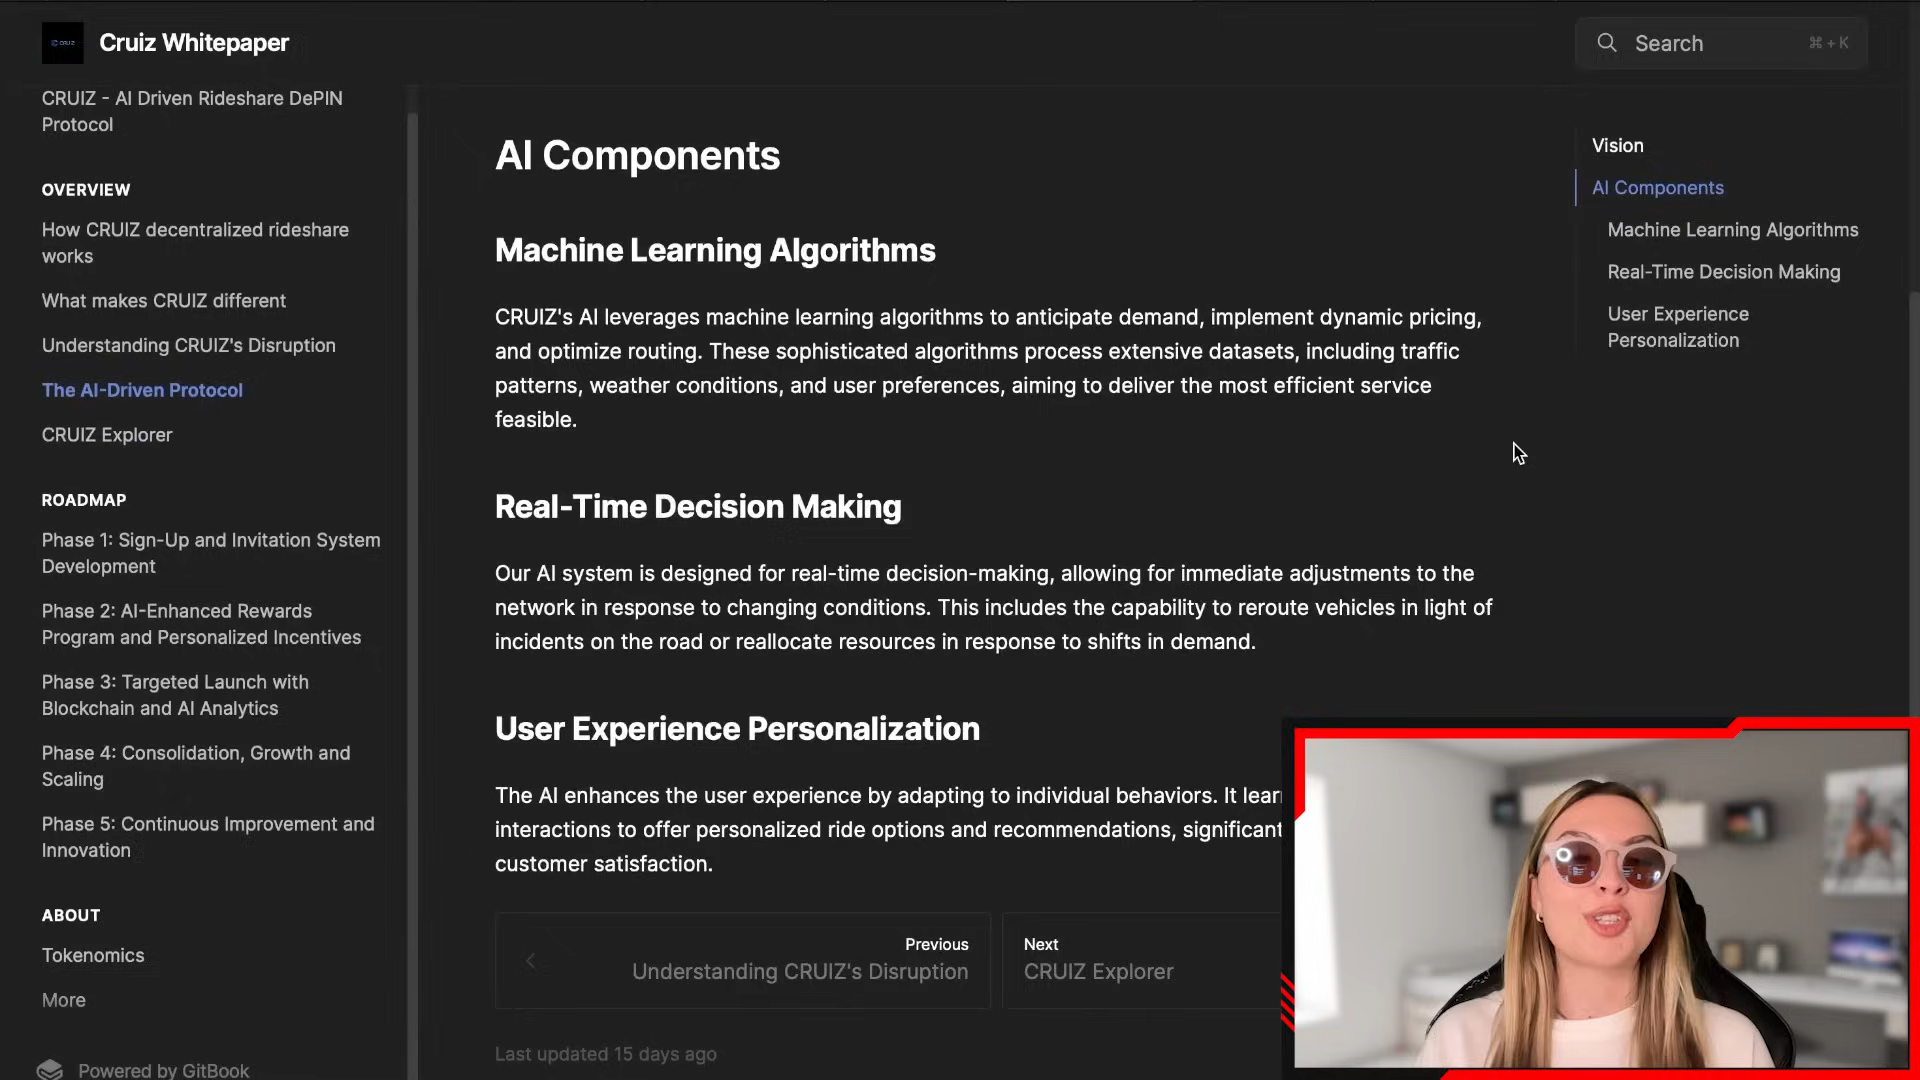 © CRUIZ
Cruiz Whitepaper
Search
⌘ + K
CRUIZ - AI Driven Rideshare DePIN
Protocol
OVERVIEW
How CRUIZ decentralized rideshare
works
What makes CRUIZ different
Understanding CRUIZ's Disruption
The AI-Driven Protocol
CRUIZ Explorer
ROADMAP
Phase 1: Sign-Up and Invitation System
Development
Phase 2: AI-Enhanced Rewards
Program and Personalized Incentives
Phase 3: Targeted Launch with
Blockchain and AI Analytics
Phase 4: Consolidation, Growth and
Scaling
Phase 5: Continuous Improvement and
Innovation
ABOUT
Tokenomics
More
Powered by GitBook
AI Components
Machine Learning Algorithms
CRUIZ's AI leverages machine learning algorithms to anticipate demand, implement dynamic pricing,
and optimize routing. These sophisticated algorithms process extensive datasets, including traffic
patterns, weather conditions, and user preferences, aiming to deliver the most efficient service
feasible.
Real-Time Decision Making
Our AI system is designed for real-time decision-making, allowing for immediate adjustments to the
network in response to changing conditions. This includes the capability to reroute vehicles in light of
incidents on the road or reallocate resources in response to shifts in demand.
User Experience Personalization
The AI enhances the user experience by adapting to individual behaviors. It lear
interactions to offer personalized ride options and recommendations, significant
customer satisfaction.
Previous
Understanding CRUIZ's Disruption
Next
CRUIZ Explorer
Last updated 15 days ago
Vision
AI Components
Machine Learning Algorithms
Real-Time Decision Making
User Experience
Personalization